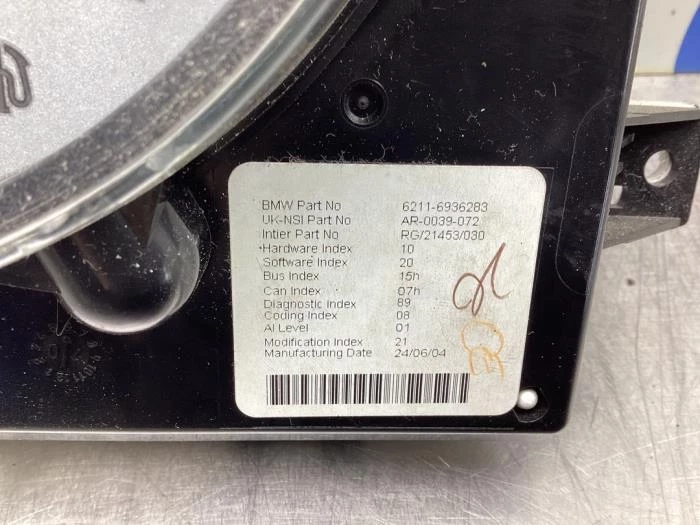 BMW Part No 6211-6936283
UK-NSI Part No AR-0039-072
Intier Part No RG/21453/030
Hardware Index 10
Software Index 20
Bus Index 15h
Can Index 07h
Diagnostic Index 89
Coding Index 08
AI Level 01
Modification Index 21
Manufacturing Date 24/06/04